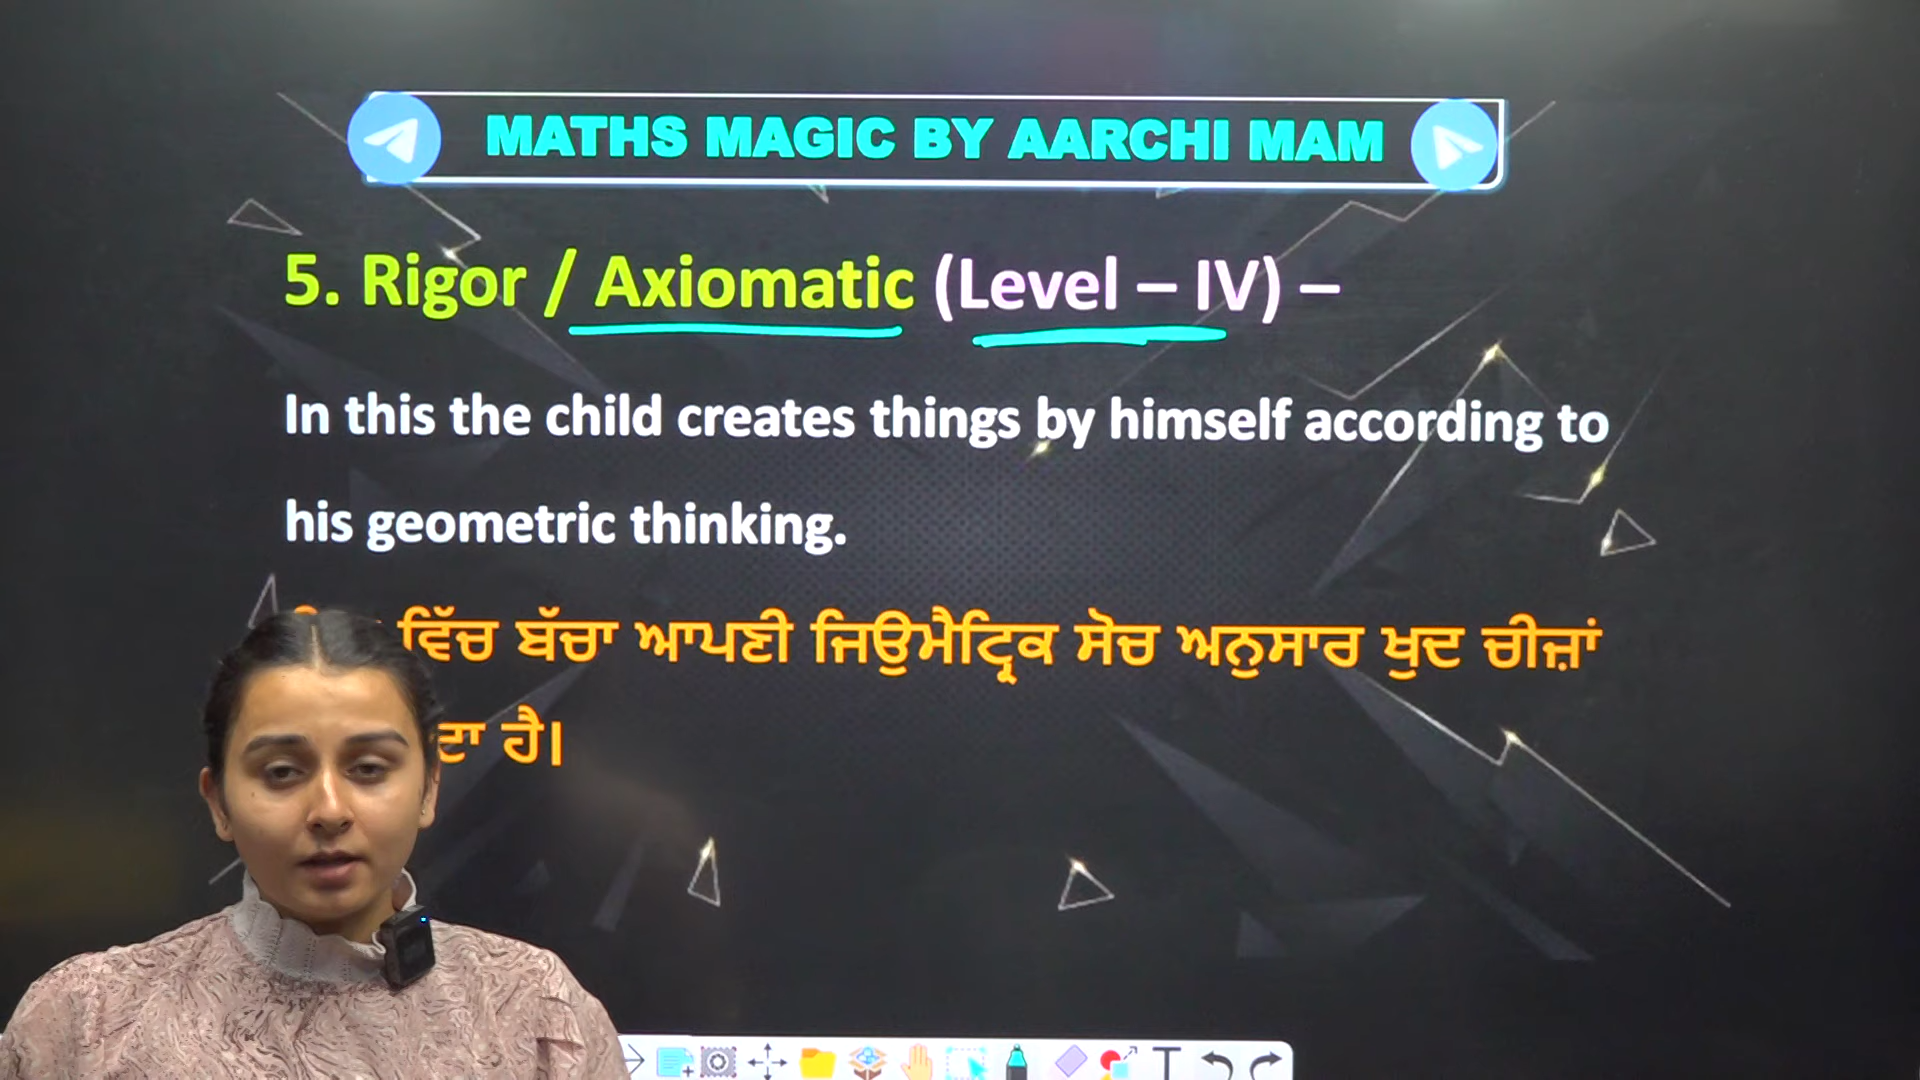 MATHS MAGIC BY AARCHI MAM
5. Rigor / Axiomatic (Level – IV) –
In this the child creates things by himself according to
his geometric thinking.
ਵਿੱਚ ਬੱਚਾ ਆਪਣੀ ਜਿਉਮੈਟ੍ਰਿਕ ਸੋਚ ਅਨੁਸਾਰ ਖੁਦ ਚੀਜ਼ਾਂ
ਹੈ।